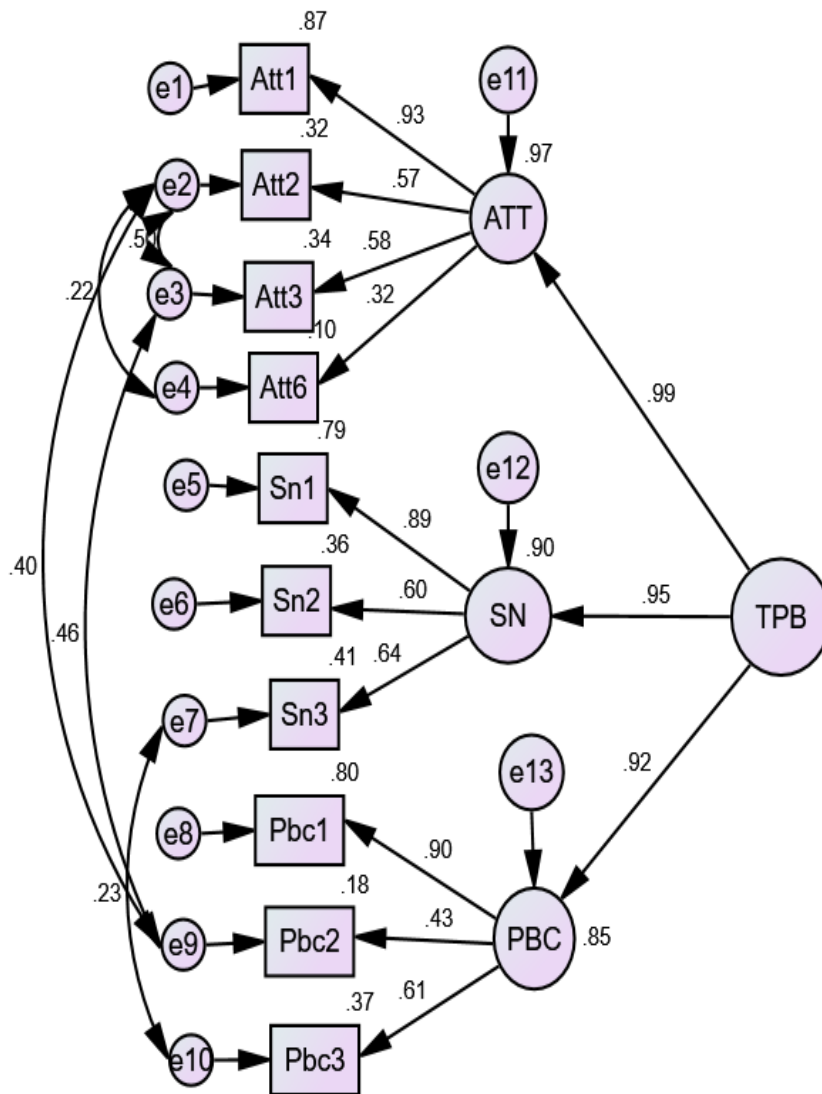 .87
e1
Att1
e11
.93
.32
.97
e2
Att2
.57
ATT
.5
.34
.58
.22
e3
Att3
.32
.10
e4
Att6
.99
.79
e12
e5
Sn1
.89
.90
.36
.40
e6
Sn2
.60
SN
.95
TPB
.46
.41
.64
e7
Sn3
e13
.92
.80
e8
Pbc1
.90
.23
.18
e9
Pbc2
.43
PBC
.85
.37
.61
e10
Pbc3